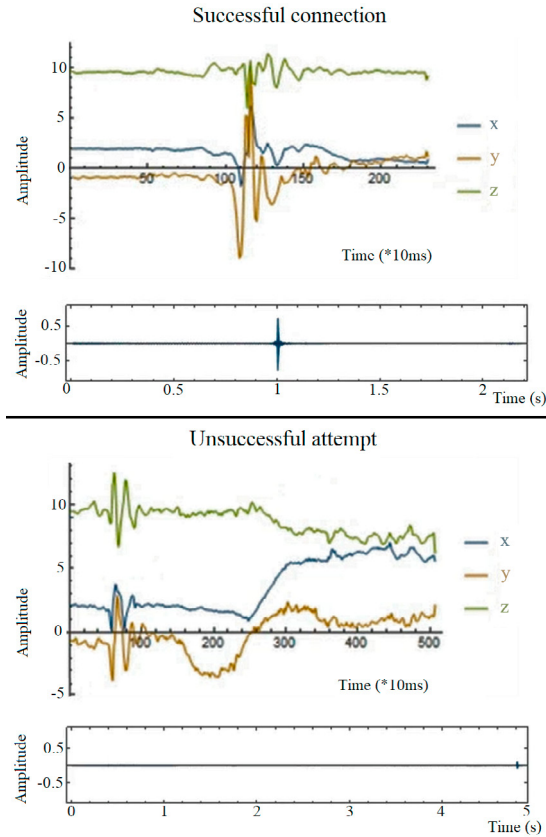 Successful connection
10
5
0
-5
-10
50
100
150
200
Amplitude
x
y
z
Time (*10ms)
0.5
-0.5
Amplitude
0
0.5
1
1.5
2
Time (s)
Unsuccessful attempt
10
5
0
-5
100
200
300
400
500
Amplitude
x
y
z
Time (*10ms)
0.5
-0.5
Amplitude
0
1
2
3
4
5
Time (s)